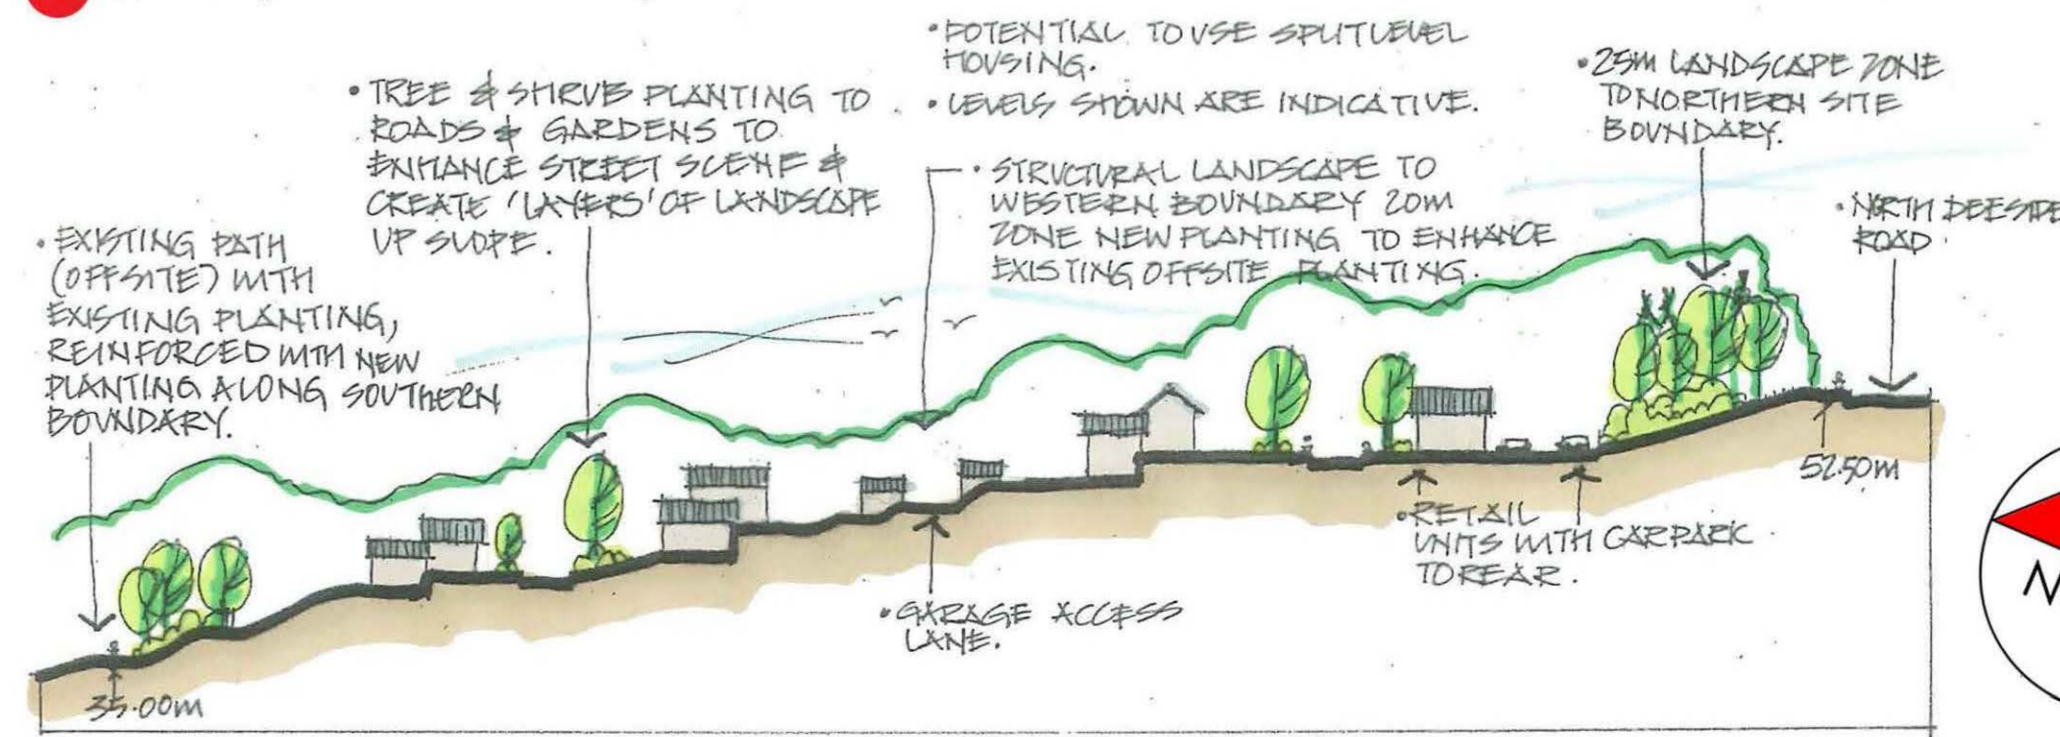 • EXISTING PATH
(OFFSITE) WITH
EXISTING PLANTING,
REINFORCED WITH NEW
PLANTING ALONG SOUTHERN
BOUNDARY.
• TREE & SHRUB PLANTING TO
ROADS & GARDENS TO
ENHANCE STREET SCENE &
CREATE 'LAYERS' OF LANDSCAPE
UP SLOPE.
• POTENTIAL TO USE SPLIT LEVEL
HOUSING.
• LEVELS SHOWN ARE INDICATIVE.
• STRUCTURAL LANDSCAPE TO
WESTERN BOUNDARY 20m
ZONE NEW PLANTING TO ENHANCE
EXISTING OFFSITE PLANTING.
• 25M LANDSCAPE ZONE
TO NORTHERN SITE
BOUNDARY.
• NORTH DEESIDE
ROAD
52.50m
• RETAIL
UNITS WITH CAR PARK
TO REAR.
• GARAGE ACCESS
LANE.
35.00m
N